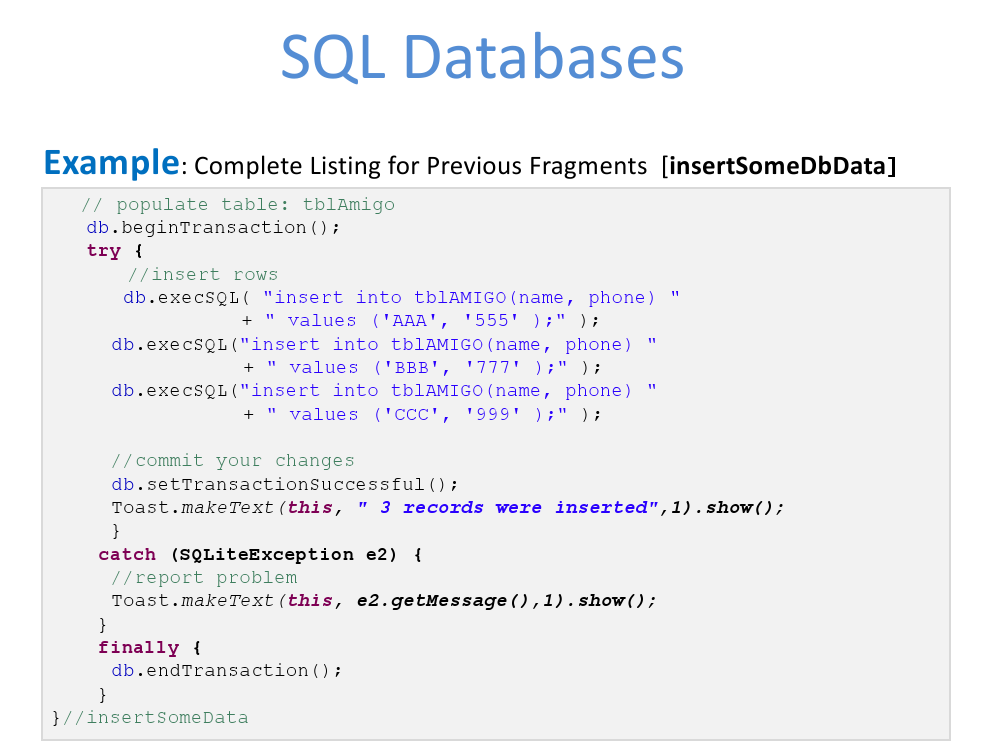 SQL Databases
Example: Complete Listing for Previous Fragments [insertSomeDbData]
// populate table: tblAmigo
db.beginTransaction();
try {
//insert rows
db.execSQL( "insert into tblAMIGO(name, phone) "
+ " values ('AAA', '555' );" );
db.execSQL("insert into tblAMIGO(name, phone) "
+ " values ('BBB', '777' );" );
db.execSQL("insert into tblAMIGO(name, phone) "
+ " values ('CCC', '999' );" );
//commit your changes
db.setTransactionSuccessful();
Toast.makeText(this, " 3 records were inserted",1).show();
}
catch (SQLiteException e2) {
//report problem
Toast.makeText(this, e2.getMessage(),1).show();
}
finally {
db.endTransaction();
}
}//insertSomeData